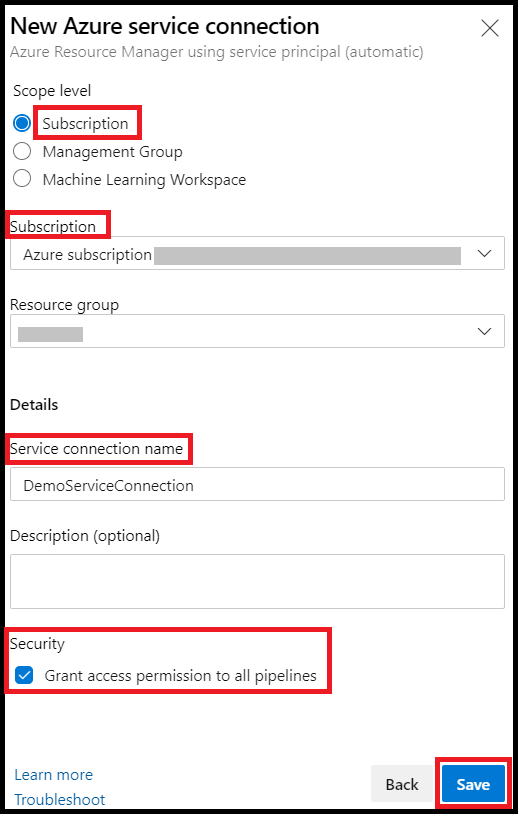 New Azure service connection
Azure Resource Manager using service principal (automatic)
Scope level
Subscription
Management Group
Machine Learning Workspace
Subscription
Azure subscription
Resource group
Details
Service connection name
DemoServiceConnection
Description (optional)
Security
Grant access permission to all pipelines
Learn more
Troubleshoot
Back
Save